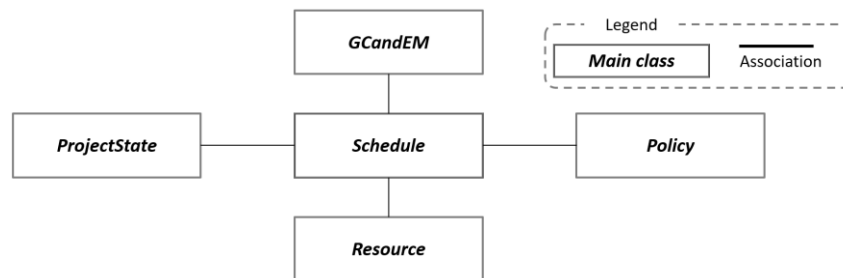 Legend
GCandEM
Main class
Association
ProjectState
Schedule
Policy
Resource